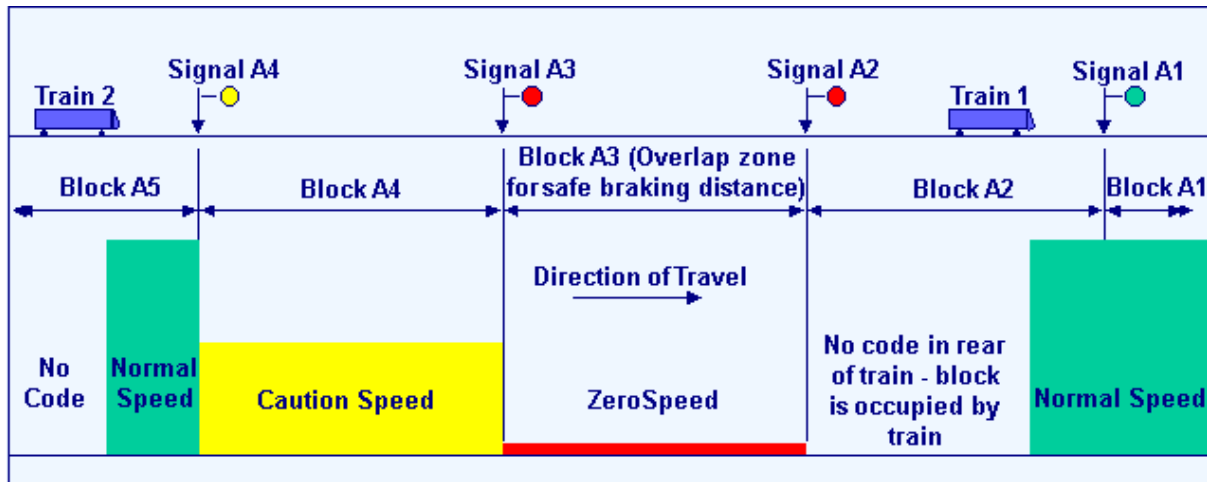 Signal A4
Signal A3
Signal A2
Signal A1
Train 2
Train 1
Block A5
Block A4
Block A3 (Overlap zone
for safe braking distance)
Block A2
Block A1
Direction of Travel
No
Code
Normal
Speed
Caution Speed
ZeroSpeed
No code in rear
of train - block
is occupied by
train
Normal Speed